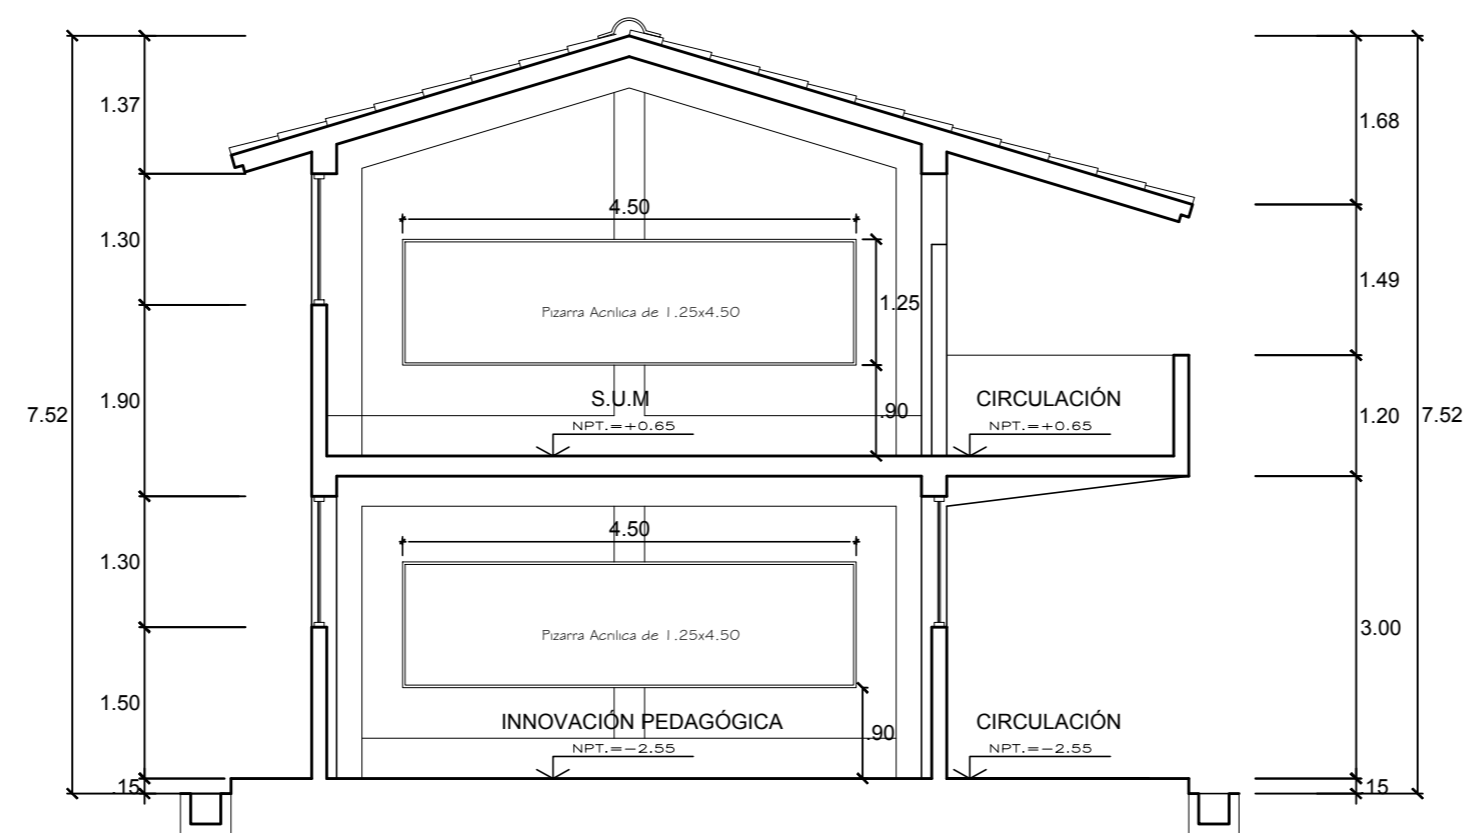 1.37
1.68
4.50
1.30
1.49
1.25
Pizarra Acrilica de 1.25x4.50
7.52
1.90
S.U.M
.90
CIRCULACIÓN
1.20
7.52
NPT.=+0.65
NPT.=+0.65
4.50
1.30
Pizarra Acrilica de 1.25x4.50
3.00
1.50
INNOVACIÓN PEDAGÓGICA
CIRCULACIÓN
.90
NPT.=-2.55
NPT.=-2.55
.15
.15